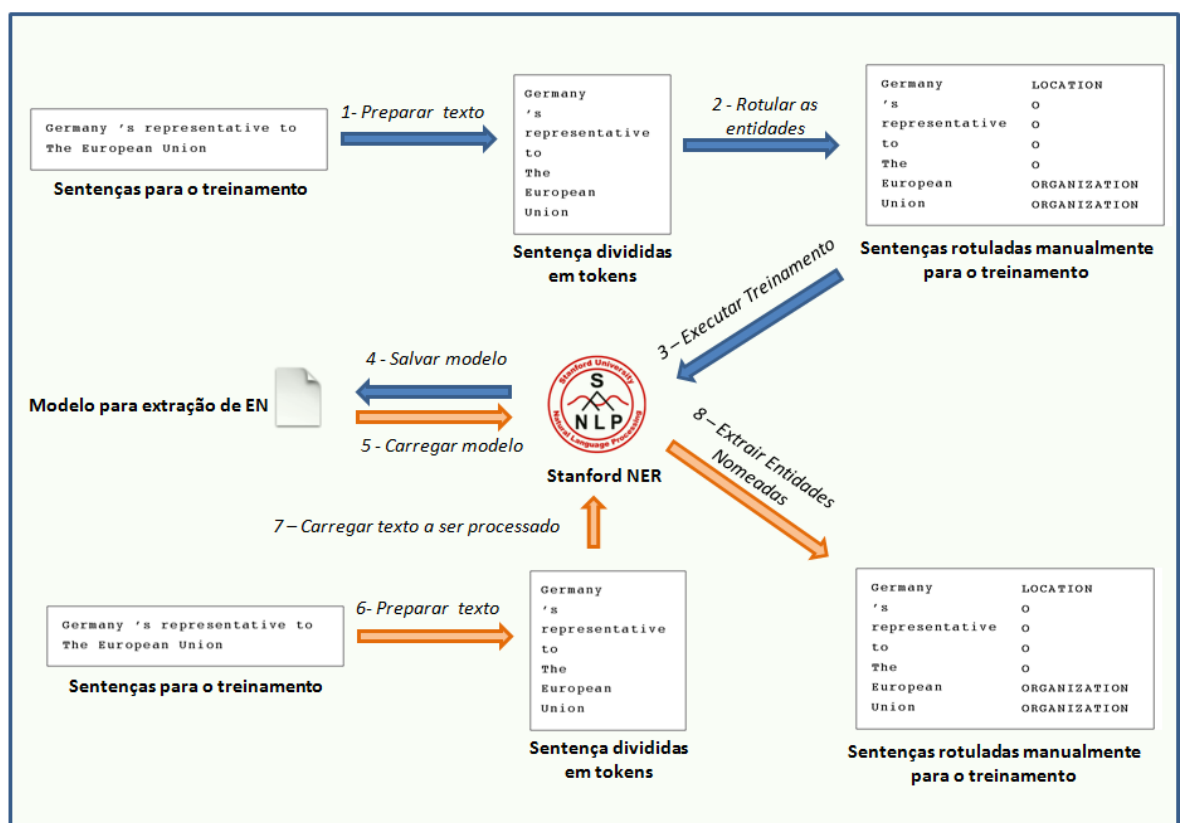 1- Preparar texto
Germany 's representative to
The European Union
Sentenças para o treinamento
Germany
's
representative
to
The
European
Union
Sentença divididas
em tokens
2 - Rotular as
entidades
Germany LOCATION
's O
representative O
to O
The O
European ORGANIZATION
Union ORGANIZATION
Sentenças rotuladas manualmente
para o treinamento
3 – Executar Treinamento
4 - Salvar modelo
Modelo para extração de EN
5 - Carregar modelo
Stanford University
S
NLP
Natural Language Processing
Stanford NER
8 – Extrair Entidades
Nomeadas
7 – Carregar texto a ser processado
6- Preparar texto
Germany 's representative to
The European Union
Sentenças para o treinamento
Germany
's
representative
to
The
European
Union
Sentença divididas
em tokens
Germany LOCATION
's O
representative O
to O
The O
European ORGANIZATION
Union ORGANIZATION
Sentenças rotuladas manualmente
para o treinamento